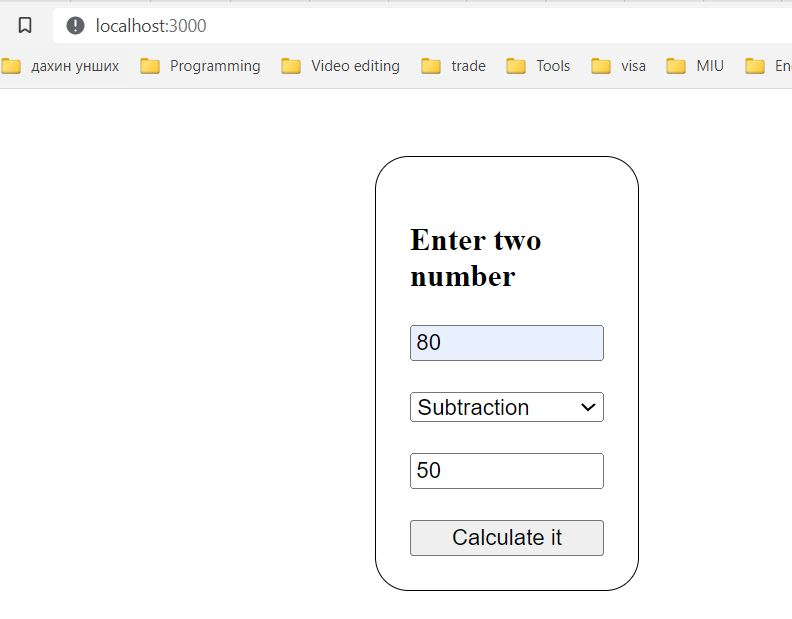 localhost:3000
дахин унших Programming Video editing trade Tools visa MIU
Enter two
number
80
Subtraction
50
Calculate it